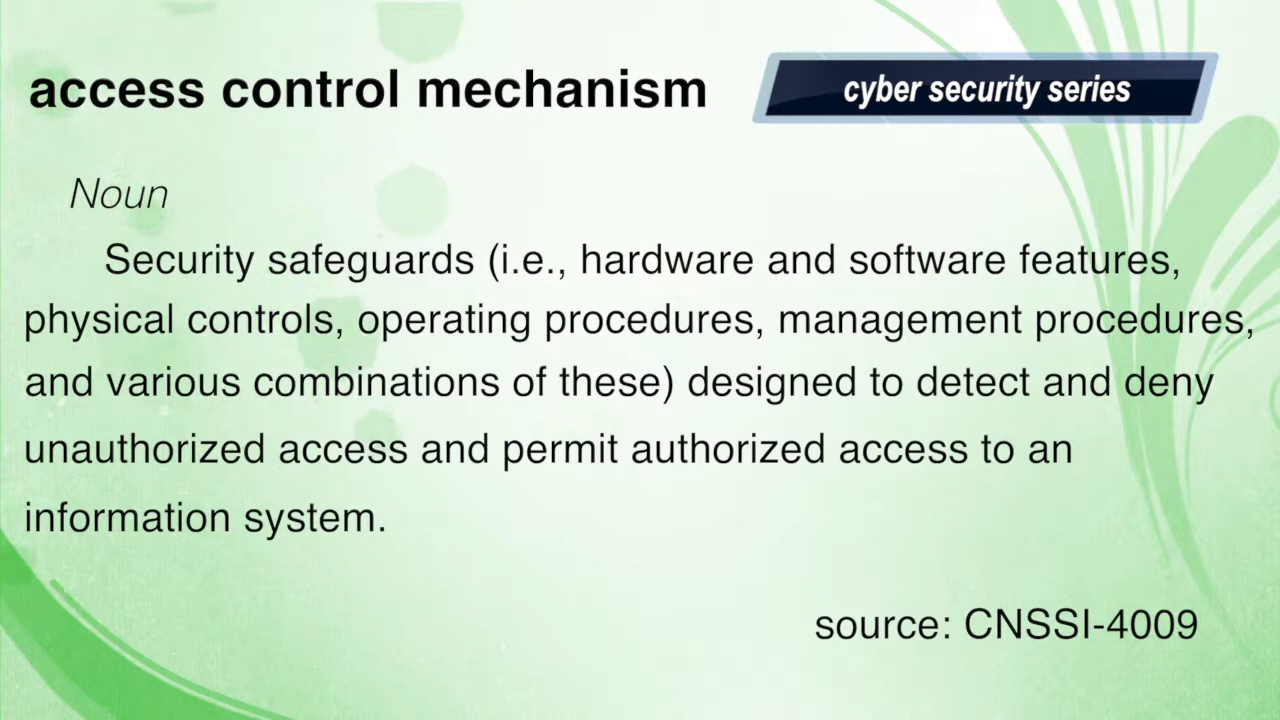 access control mechanism
cyber security series
Noun
Security safeguards (i.e., hardware and software features,
physical controls, operating procedures, management procedures,
and various combinations of these) designed to detect and deny
unauthorized access and permit authorized access to an
information system.
source: CNSSI-4009